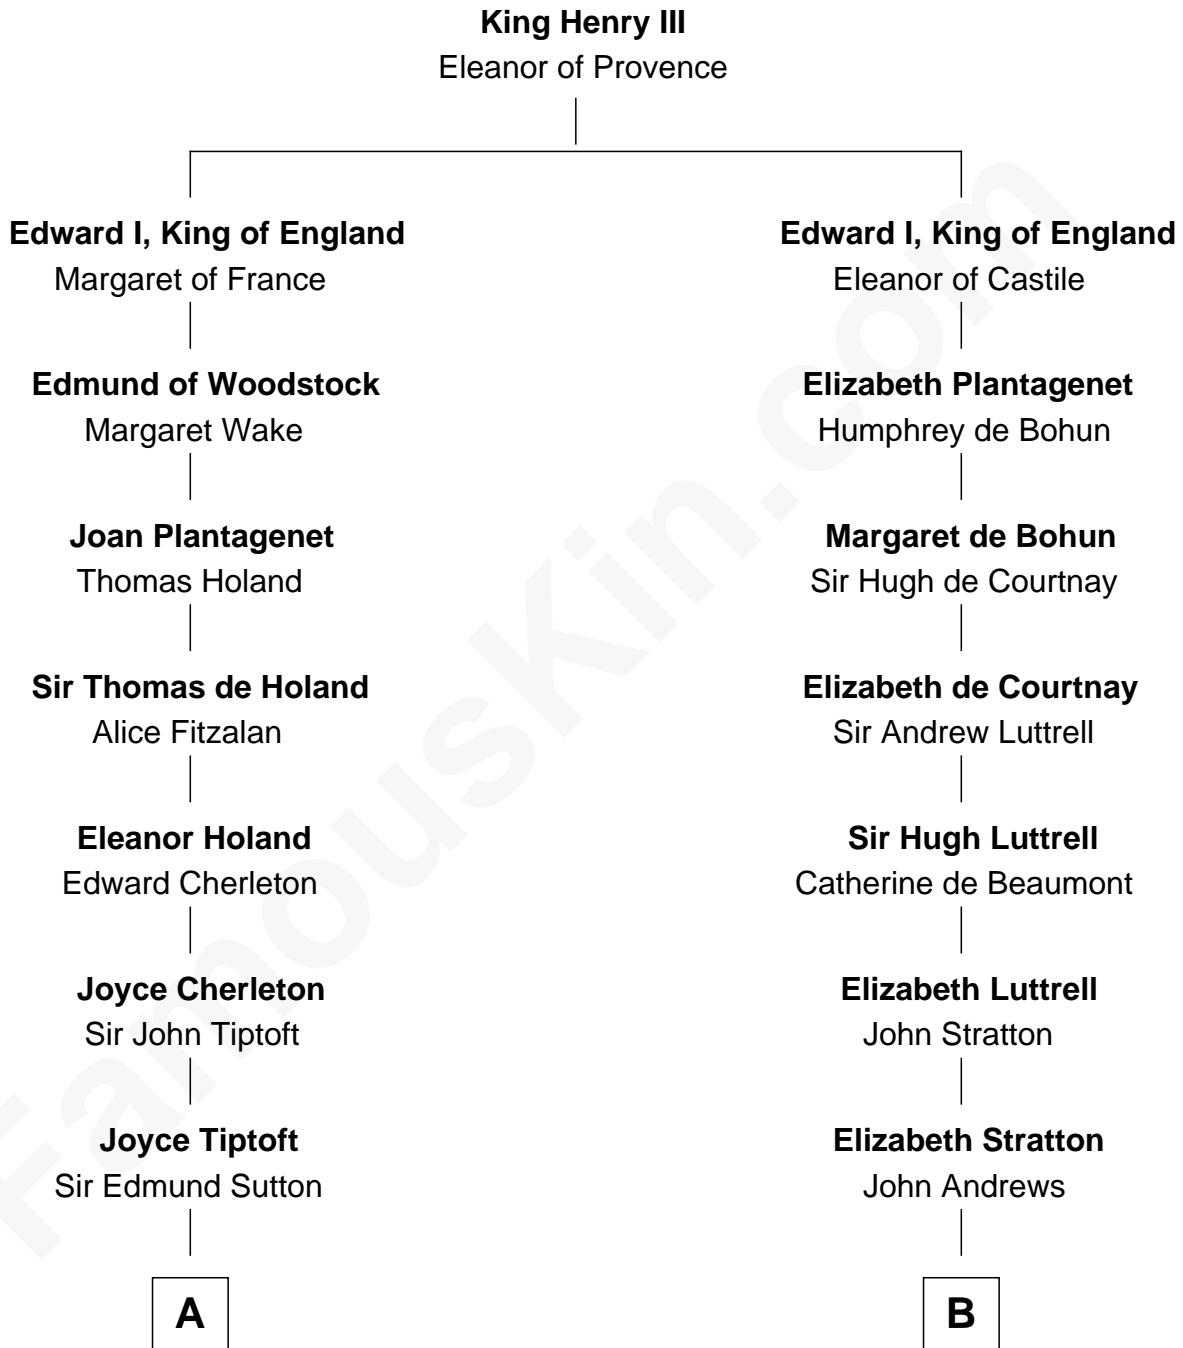 King Henry III
Eleanor of Provence
Edward I, King of England
Margaret of France
Edward I, King of England
Eleanor of Castile
Edmund of Woodstock
Margaret Wake
Elizabeth Plantagenet
Humphrey de Bohun
Joan Plantagenet
Thomas Holand
Margaret de Bohun
Sir Hugh de Courtnay
Sir Thomas de Holand
Alice Fitzalan
Elizabeth de Courtnay
Sir Andrew Luttrell
Eleanor Holand
Edward Cherleton
Sir Hugh Luttrell
Catherine de Beaumont
Joyce Cherleton
Sir John Tiptoft
Elizabeth Luttrell
John Stratton
Joyce Tiptoft
Sir Edmund Sutton
Elizabeth Stratton
John Andrews
A
B
FamousKin.com